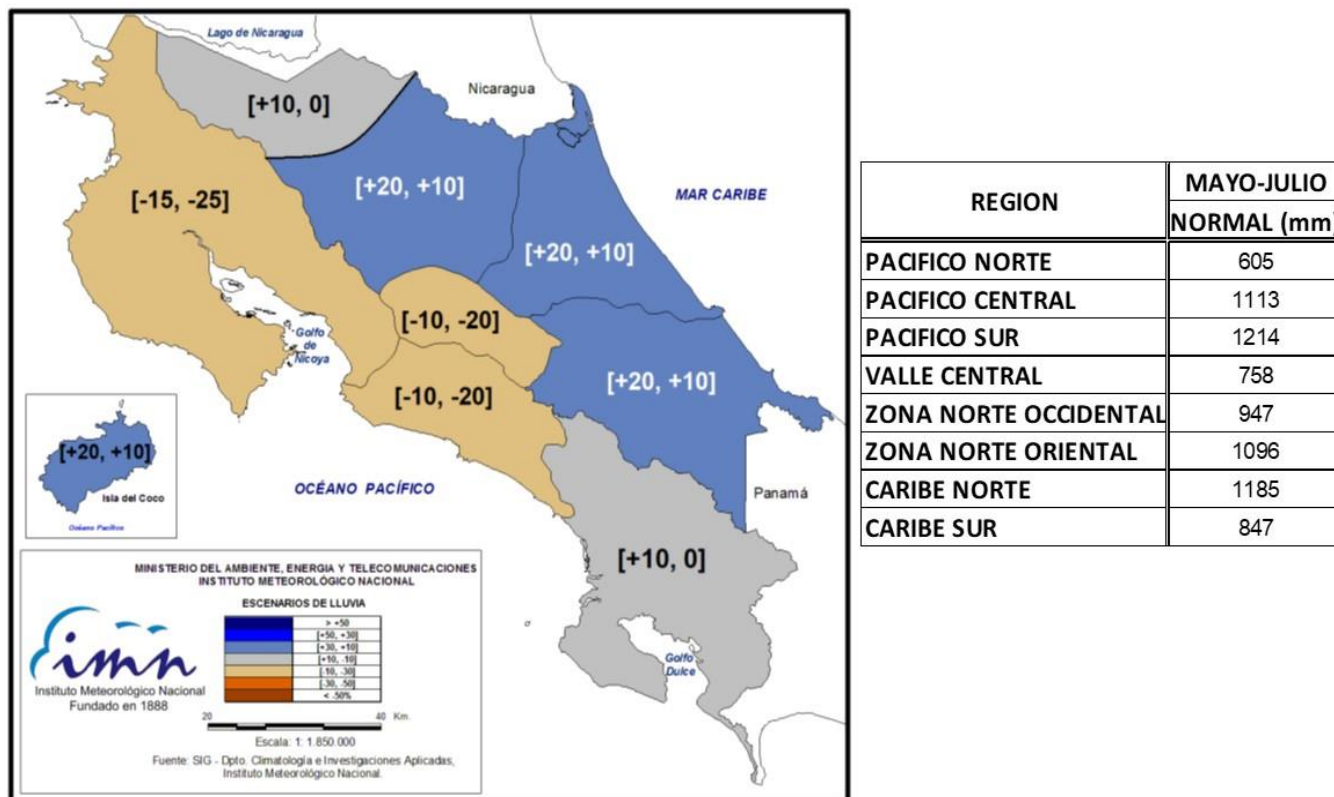 Lago de Nicaragua
[+10, 0]
Nicaragua
[+20, +10]
MAR CARIBE
[-15, -25]
[+20, +10]
[-10, -20]
Golfo
de
Nicoya
[+20, +10]
[-10, -20]
[+20, +10]
Isla del Coco
Océano Pacífico
OCÉANO PACÍFICO
Panamá
[+10, 0]
Golfo
Dulce
MINISTERIO DEL AMBIENTE, ENERGIA Y TELECOMUNICACIONES
INSTITUTO METEOROLÓGICO NACIONAL
ESCENARIOS DE LLUVIA
> +50
[+50, +30]
[+30, +10]
[+10, -10]
[-10, -30]
[-30, -50]
< -50%
imn
Instituto Meteorológico Nacional
Fundado en 1888
20 40 Km.
Escala: 1: 1.850.000
Fuente: SIG - Dpto. Climatología e Investigaciones Aplicadas,
Instituto Meteorológico Nacional.
REGION MAYO-JULIO
NORMAL (mm)
PACIFICO NORTE 605
PACIFICO CENTRAL 1113
PACIFICO SUR 1214
VALLE CENTRAL 758
ZONA NORTE OCCIDENTAL 947
ZONA NORTE ORIENTAL 1096
CARIBE NORTE 1185
CARIBE SUR 847